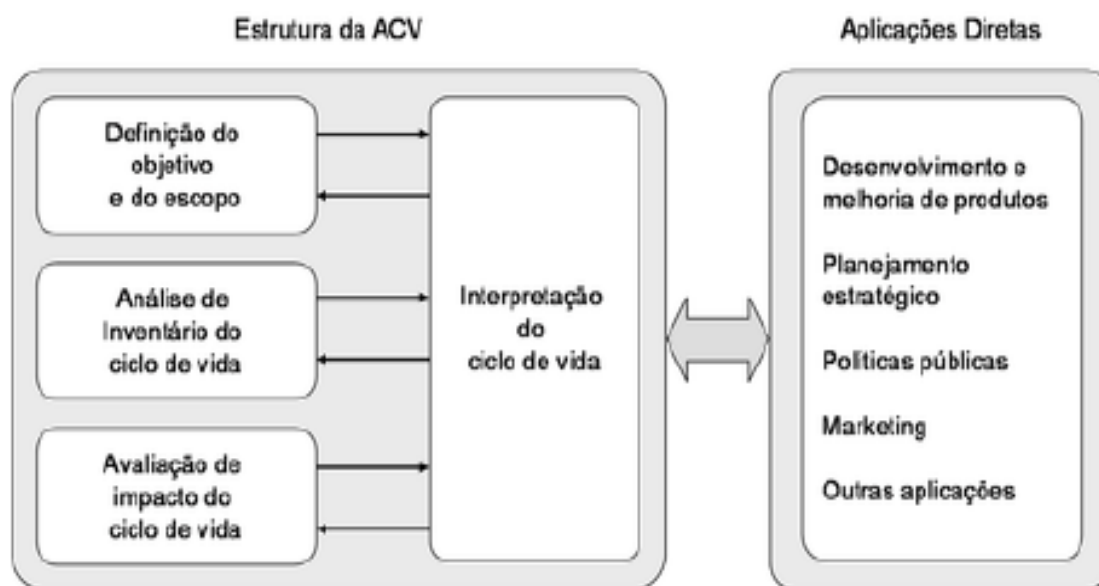 Estrutura da ACV
Definição do
objetivo
e do escopo
Análise de
Inventário do
ciclo de vida
Avaliação de
impacto do
ciclo de vida
Interpretação
do
ciclo de vida
Aplicações Diretas
Desenvolvimento e
melhoria de produtos
Planejamento
estratégico
Políticas públicas
Marketing
Outras aplicações